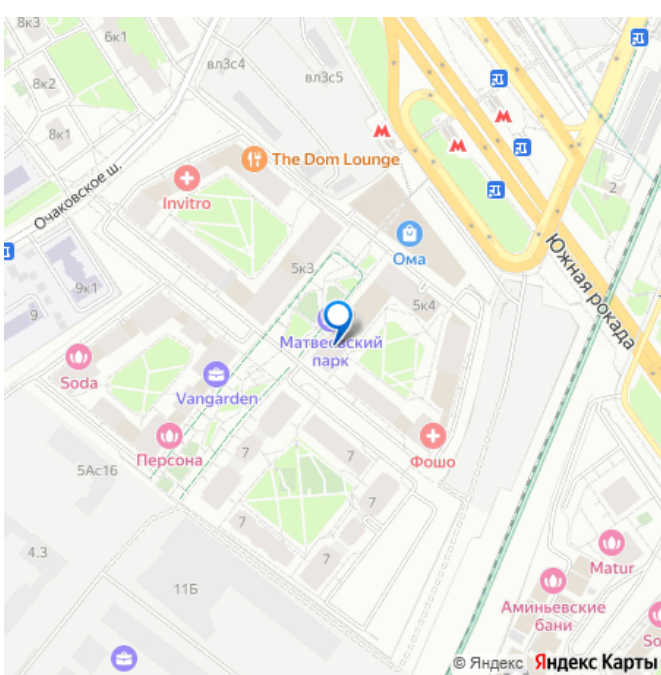 8к3
6к1
вл3с4
вл3с5
8к2
8к1
The Dom Lounge
Invitro
Очаковское ш.
2
Ома
5к3
Южная рокада
9к1
9
5к4
Матвеевский
парк
Soda
Vangarden
Персона
7
7
Фошо
5Ас16
7
7
4.3
7
11Б
Matur
Аминьевские
бани
So
© Яндекс Яндекс Карты